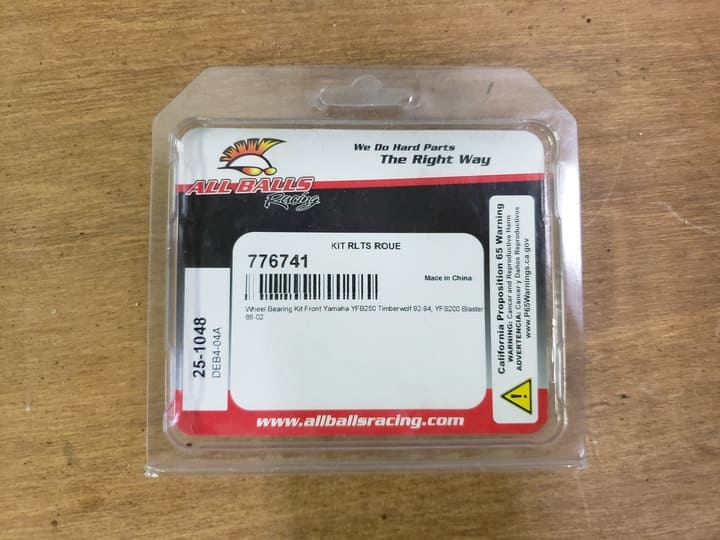 We Do Hard Parts
The Right Way
ALL BALLS
Racing
KIT RLTS ROUE
776741
Made in China
Wheel Bearing Kit Front Yamaha YFB250 Timberwolf 92-94, YFS200 Blaster
88-02
25-1048
DEB4-04A
California Proposition 65 Warning
WARNING: Cancer and Reproductive Harm
ADVERTENCIA: Cáncer y Daños Reproductivos
www.P65Warnings.ca.gov
www.allballsracing.com